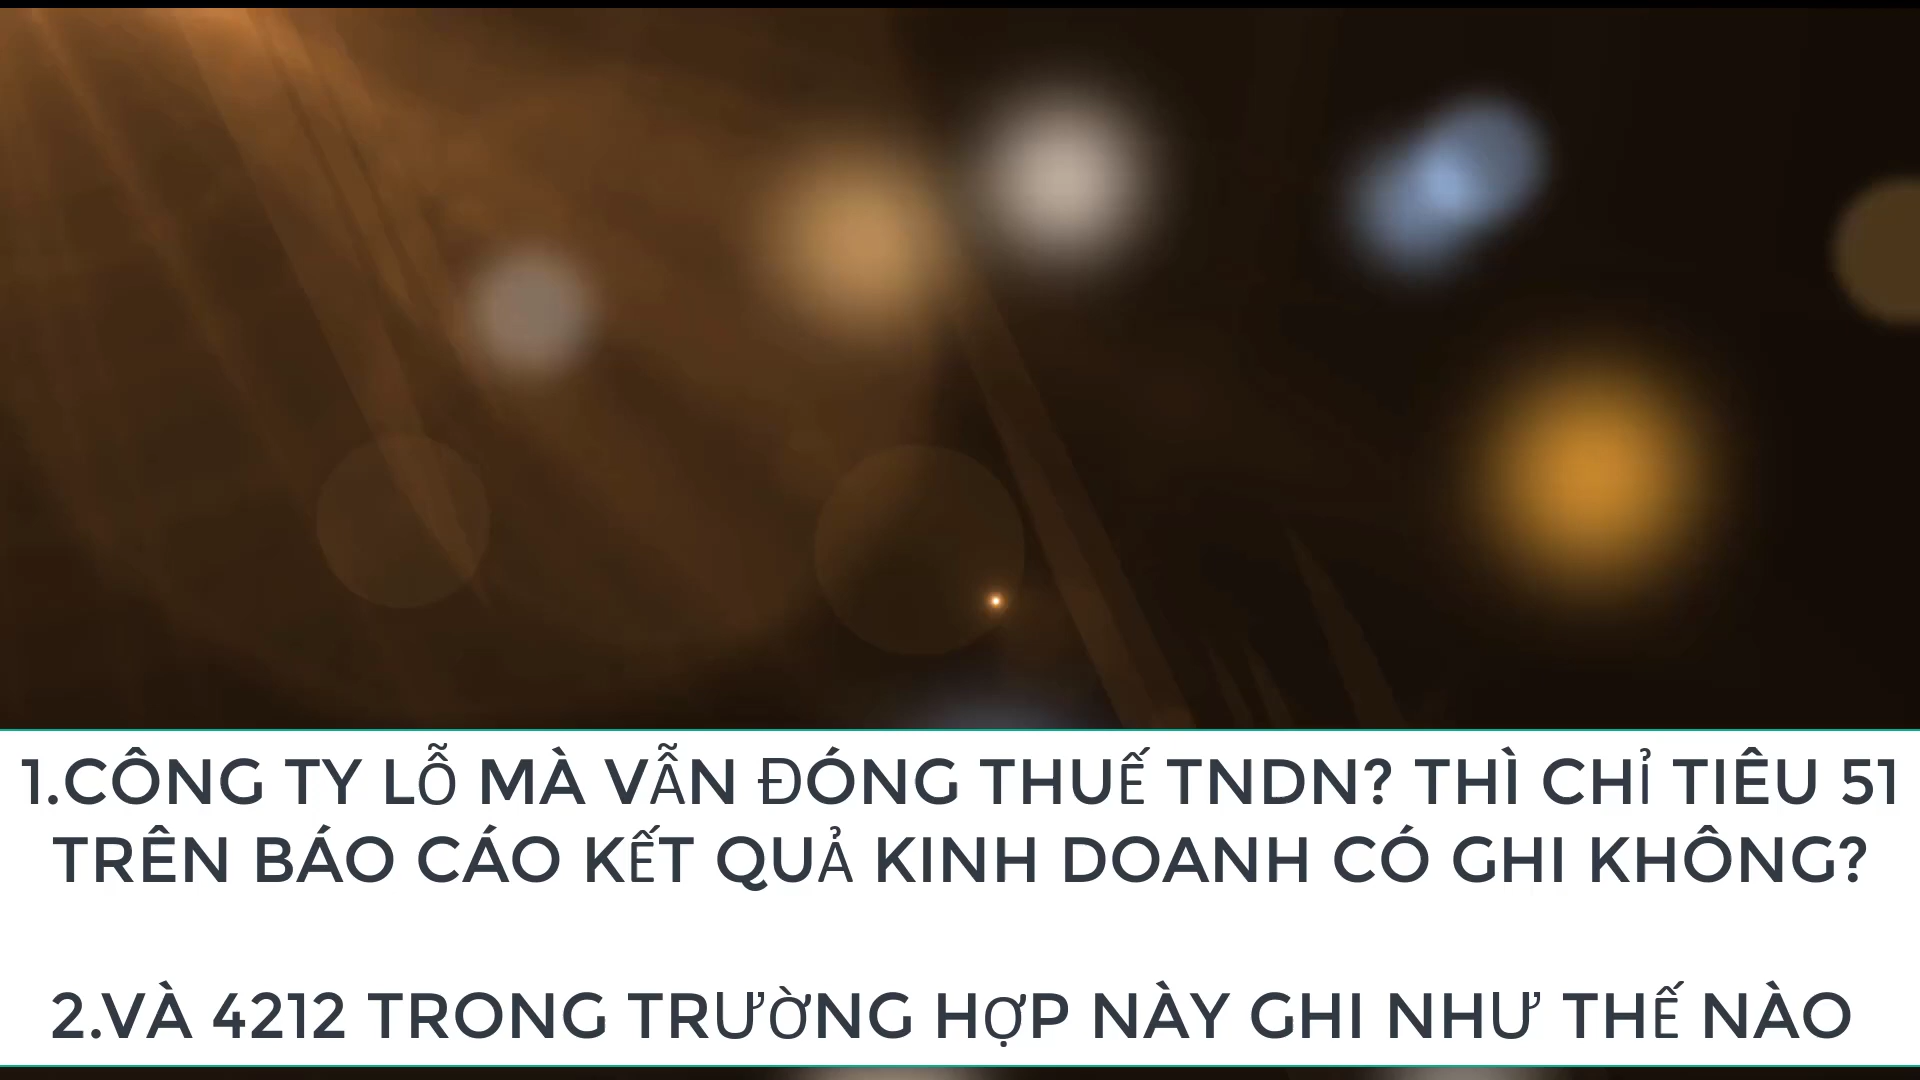 1.CÔNG TY LỖ MÀ VẪN ĐÓNG THUẾ TNDN? THÌ CHỈ TIÊU 51
TRÊN BÁO CÁO KẾT QUẢ KINH DOANH CÓ GHI KHÔNG?
2.VÀ 4212 TRONG TRƯỜNG HỢP NÀY GHI NHƯ THẾ NÀO